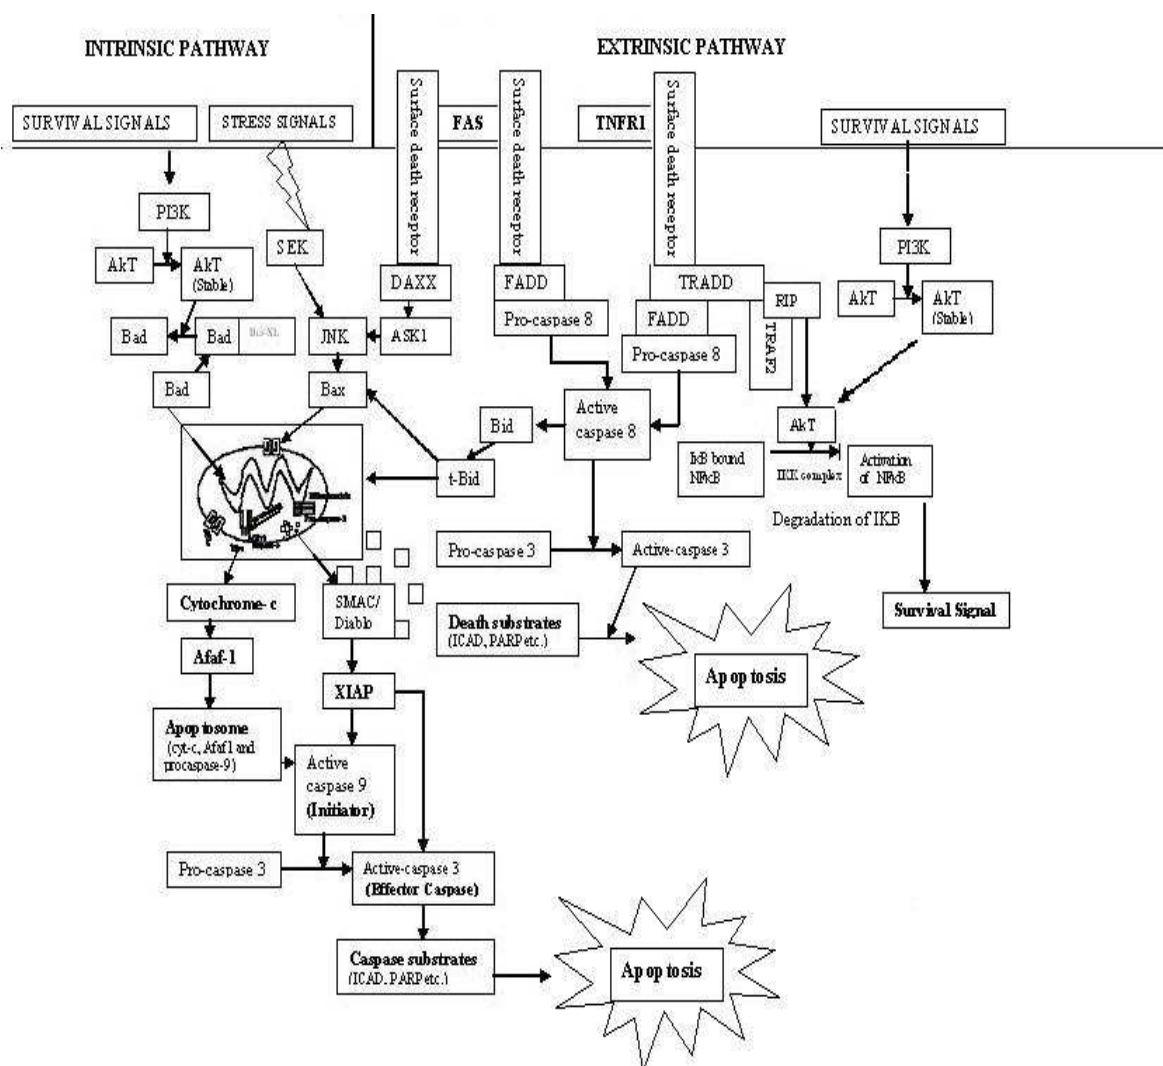 INTRINSIC PATHWAY
EXTRINSIC PATHWAY
SURVIVAL SIGNALS
STRESS SIGNALS
Surface death receptor
FAS
Surface death receptor
TNFR1
Surface death receptor
SURVIVAL SIGNALS
PI3K
SEK
PI3K
AkT
AkT
(Stable)
DAXX
FADD
TRADD
RIP
AkT
AkT
(Stable)
Bad
Bad
JNK
ASK1
Pro-caspase 8
FADD
TRAF2
Pro-caspase 8
Bad
Bax
Active
caspase 8
Bid
AkT
t-Bid
IκB bound
NFκB
IKK complex
Activation
of NFκB
Degradation of IKB
Pro-caspase 3
Active-caspase 3
Cytochrome-c
SMAC/
Diablo
Death substrates
(ICAD, PARP etc.)
Survival Signal
Afaf-1
XIAP
Apoptosis
Apoptosome
(cyt-c, Afaf1 and
procaspase-9)
Active
caspase 9
(Initiator)
Pro-caspase 3
Active-caspase 3
(Effector Caspase)
Caspase substrates
(ICAD. PARP etc.)
Apoptosis